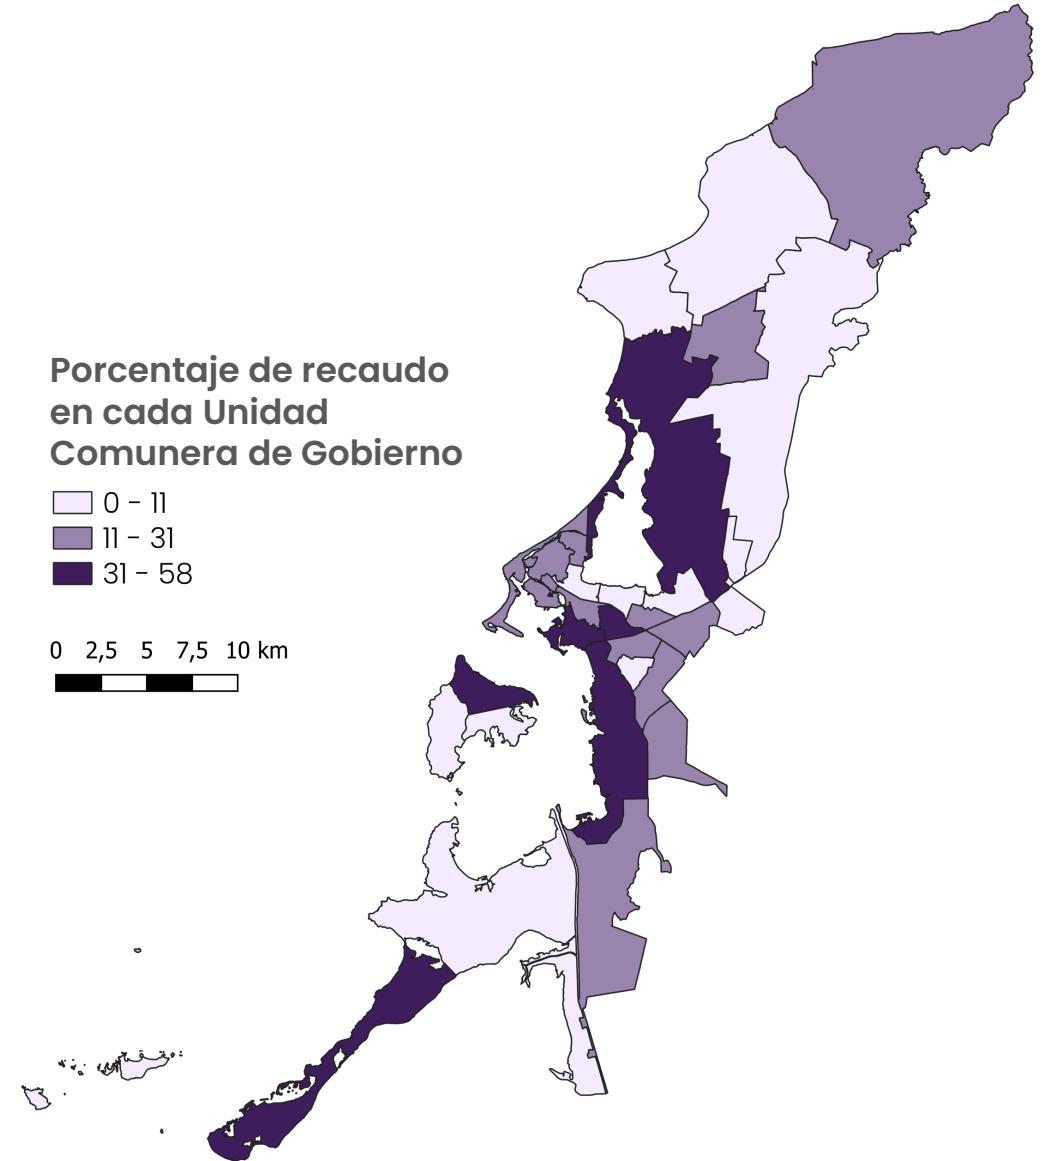 Porcentaje de recaudo
en cada Unidad
Comunera de Gobierno
0 - 11
11 - 31
31 - 58
0 2,5 5 7,5 10 km